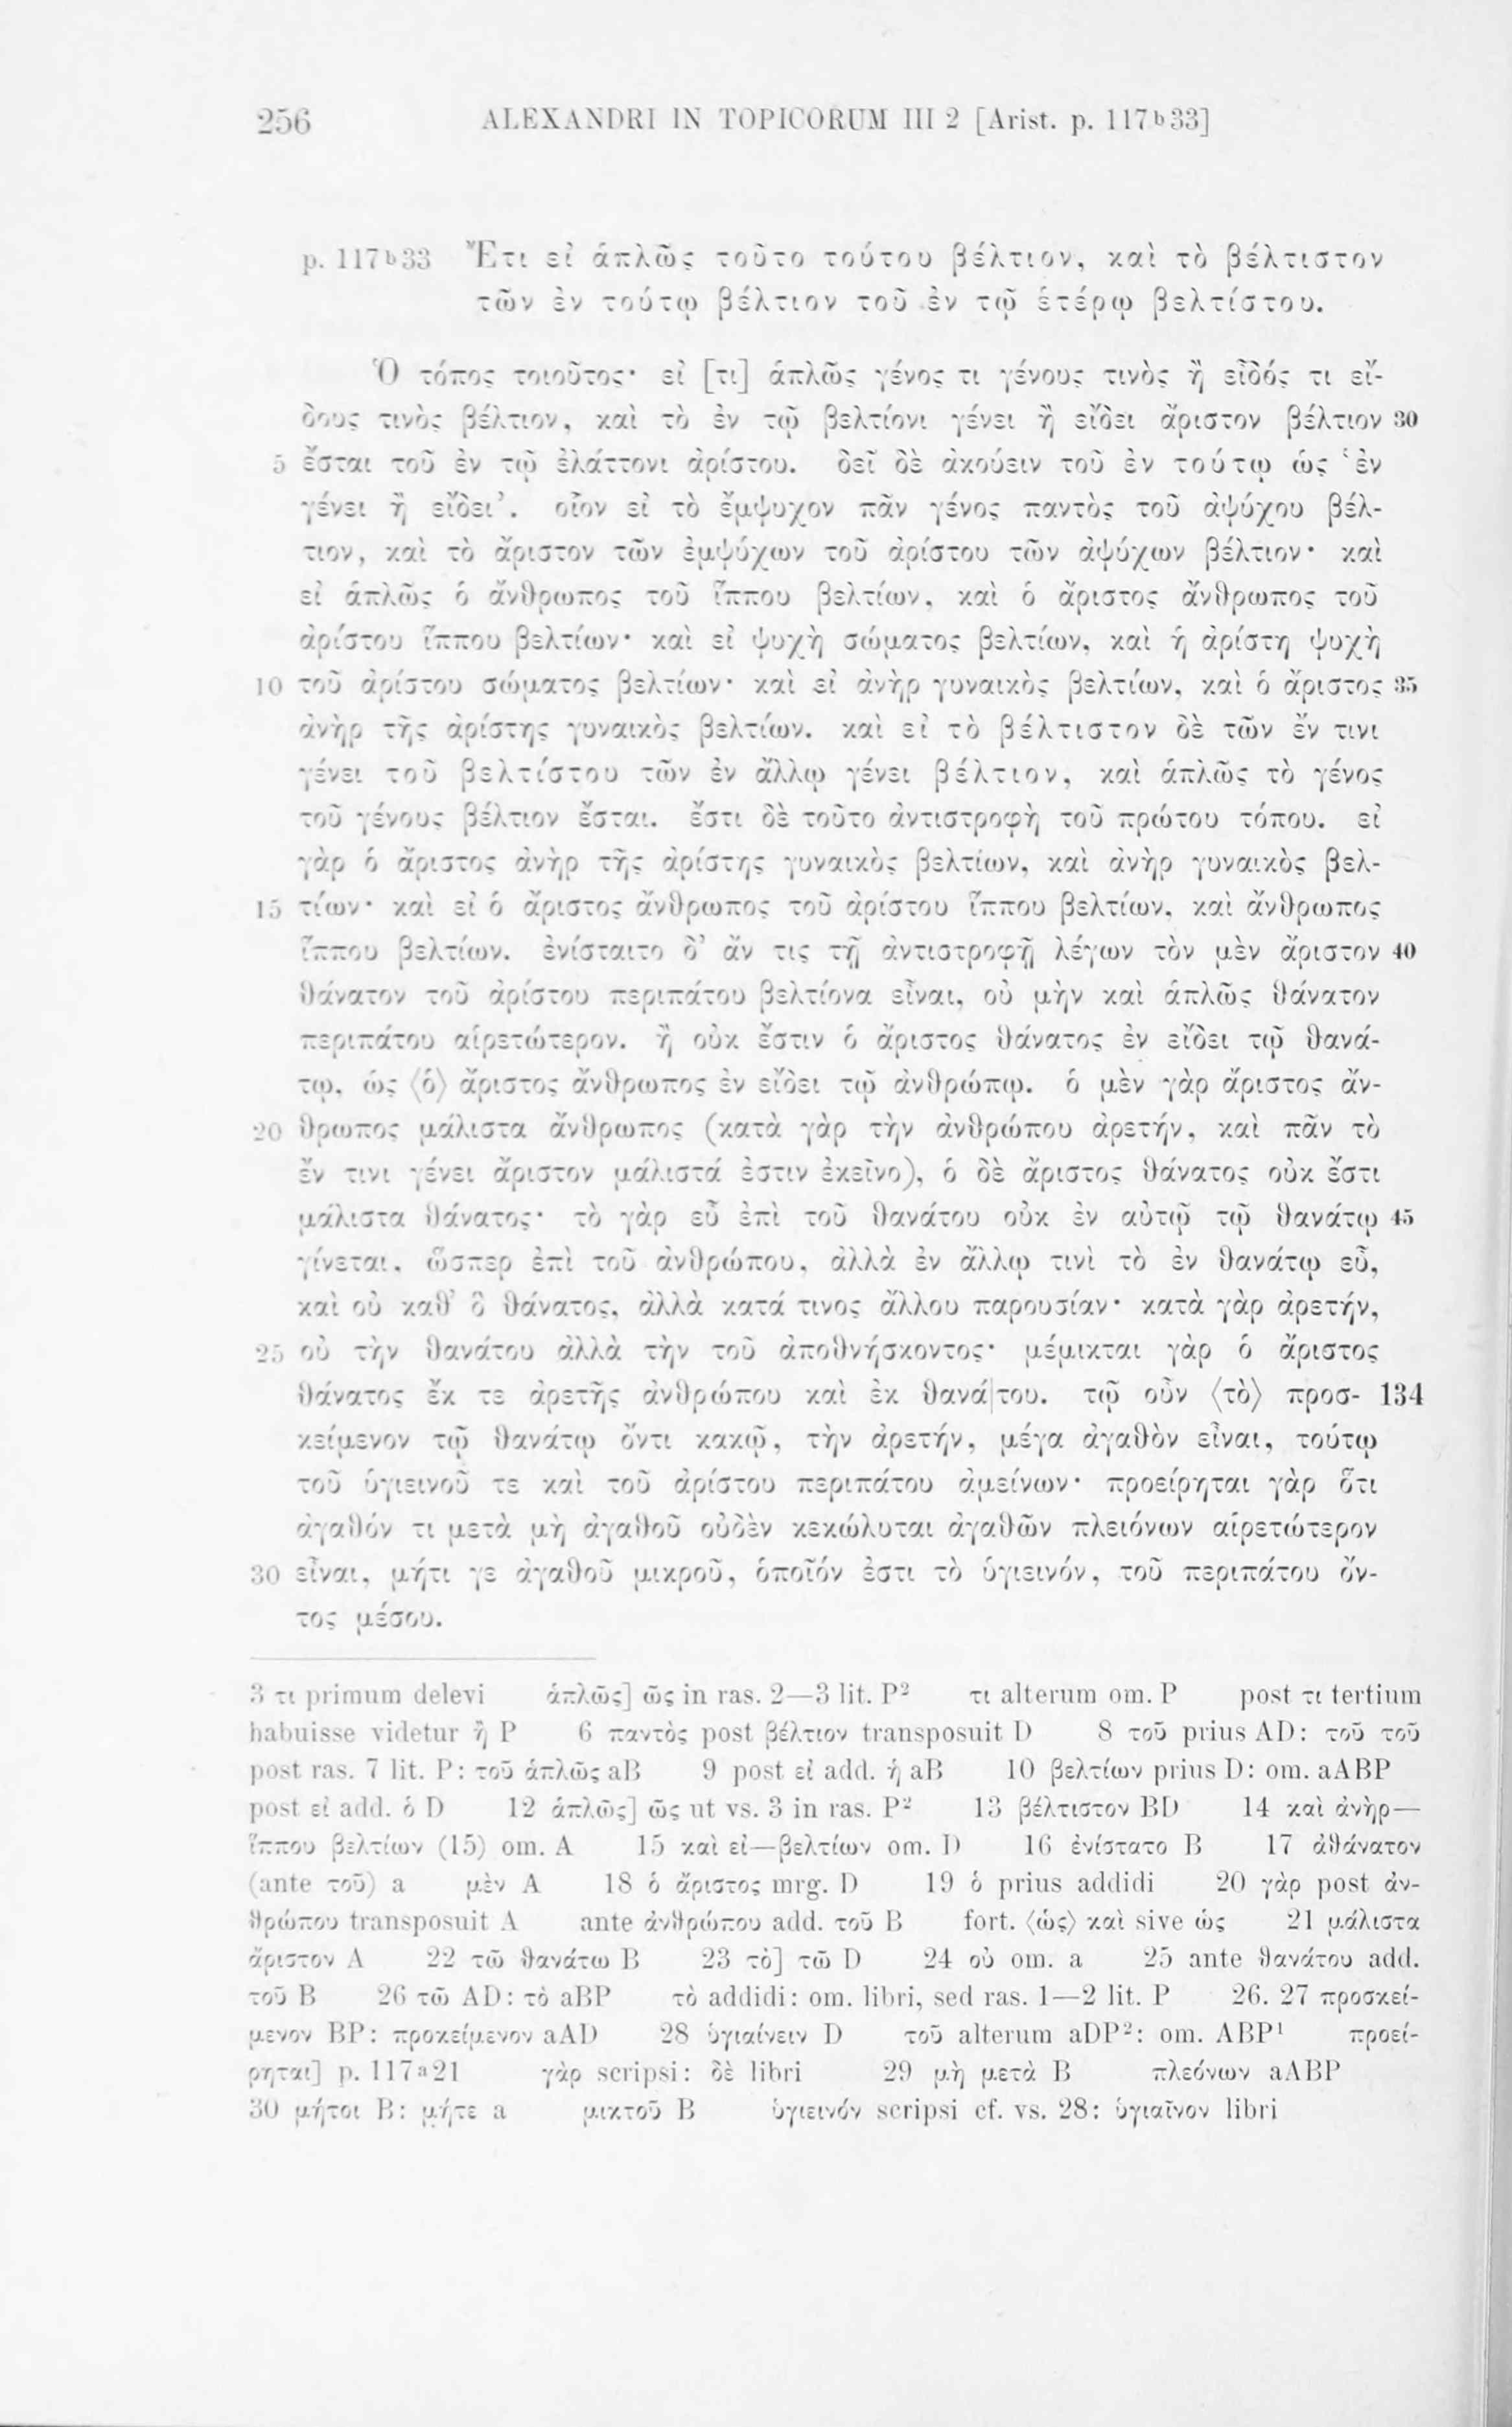 256 ALEXANDRI IN TOPICORUM III 2 [Arist. p. 117ᵇ33]
p. 117ᵇ33 Ἔτι εἰ ἁπλῶς τοῦτο τούτου βέλτιον, καὶ τὸ βέλτιστον
τῶν ἐν τούτῳ βέλτιον τοῦ ἐν τῷ ἑτέρῳ βελτίστου.
Ὁ τόπος τοιοῦτος· εἰ [τι] ἁπλῶς γένος τι γένους τινὸς ἢ εἶδός τι εἴ-
δους τινὸς βέλτιον, καὶ τὸ ἐν τῷ βελτίονι γένει ἢ εἴδει ἄριστον βέλτιον 30
5 ἔσται τοῦ ἐν τῷ ἐλάττονι ἀρίστου. δεῖ δὲ ἀκούειν τοῦ ἐν τούτῳ ὡς ‘ἐν
γένει ἢ εἴδει’. οἷον εἰ τὸ ἔμψυχον πᾶν γένος παντὸς τοῦ ἀψύχου βέλ-
τιον, καὶ τὸ ἄριστον τῶν ἐμψύχων τοῦ ἀρίστου τῶν ἀψύχων βέλτιον· καὶ
εἰ ἁπλῶς ὁ ἄνθρωπος τοῦ ἵππου βελτίων, καὶ ὁ ἄριστος ἄνθρωπος τοῦ
ἀρίστου ἵππου βελτίων· καὶ εἰ ψυχὴ σώματος βελτίων, καὶ ἡ ἀρίστη ψυχὴ
10 τοῦ ἀρίστου σώματος βελτίων· καὶ εἰ ἀνὴρ γυναικὸς βελτίων, καὶ ὁ ἄριστος 35
ἀνὴρ τῆς ἀρίστης γυναικὸς βελτίων. καὶ εἰ τὸ βέλτιστον δὲ τῶν ἔν τινι
γένει τοῦ βελτίστου τῶν ἐν ἄλλῳ γένει βέλτιον, καὶ ἁπλῶς τὸ γένος
τοῦ γένους βέλτιον ἔσται. ἔστι δὲ τοῦτο ἀντιστροφὴ τοῦ πρώτου τόπου. εἰ
γὰρ ὁ ἄριστος ἀνὴρ τῆς ἀρίστης γυναικὸς βελτίων, καὶ ἀνὴρ γυναικὸς βελ-
15 τίων· καὶ εἰ ὁ ἄριστος ἄνθρωπος τοῦ ἀρίστου ἵππου βελτίων, καὶ ἄνθρωπος
ἵππου βελτίων. ἐνίσταιτο δ’ ἄν τις τῇ ἀντιστροφῇ λέγων τὸν μὲν ἄριστον 40
θάνατον τοῦ ἀρίστου περιπάτου βελτίονα εἶναι, οὐ μὴν καὶ ἁπλῶς θάνατον
περιπάτου αἱρετώτερον. ἢ οὐκ ἔστιν ὁ ἄριστος θάνατος ἐν εἴδει τῷ θανά-
τῳ, ὡς ⟨ὁ⟩ ἄριστος ἄνθρωπος ἐν εἴδει τῷ ἀνθρώπῳ. ὁ μὲν γὰρ ἄριστος ἄν-
20 θρωπος μάλιστα ἄνθρωπος (κατὰ γὰρ τὴν ἀνθρώπου ἀρετήν, καὶ πᾶν τὸ
ἔν τινι γένει ἄριστον μάλιστά ἐστιν ἐκεῖνο), ὁ δὲ ἄριστος θάνατος οὐκ ἔστι
μάλιστα θάνατος· τὸ γὰρ εὖ ἐπὶ τοῦ θανάτου οὐκ ἐν αὐτῷ τῷ θανάτῳ 45
γίνεται, ὥσπερ ἐπὶ τοῦ ἀνθρώπου, ἀλλὰ ἐν ἄλλῳ τινὶ τὸ ἐν θανάτῳ εὖ,
καὶ οὐ καθ’ ὃ θάνατος, ἀλλὰ κατά τινος ἄλλου παρουσίαν· κατὰ γὰρ ἀρετήν,
25 οὐ τὴν θανάτου ἀλλὰ τὴν τοῦ ἀποθνήσκοντος· μέμικται γὰρ ὁ ἄριστος
θάνατος ἔκ τε ἀρετῆς ἀνθρώπου καὶ ἐκ θανά|του. τῷ οὖν ⟨τὸ⟩ προσ- 134
κείμενον τῷ θανάτῳ ὄντι κακῷ, τὴν ἀρετήν, μέγα ἀγαθὸν εἶναι, τούτῳ
τοῦ ὑγιεινοῦ τε καὶ τοῦ ἀρίστου περιπάτου ἀμείνων· προείρηται γὰρ ὅτι
ἀγαθόν τι μετὰ μὴ ἀγαθοῦ οὐδὲν κεκώλυται ἀγαθῶν πλειόνων αἱρετώτερον
30 εἶναι, μήτι γε ἀγαθοῦ μικροῦ, ὁποῖόν ἐστι τὸ ὑγιεινόν, τοῦ περιπάτου ὄν-
τος μέσου.
3 τι primum delevi ἁπλῶς] ῶς in ras. 2—3 lit. P² τι alterum om. P post τι tertium
habuisse videtur ἢ P 6 παντὸς post βέλτιον transposuit D 8 τοῦ prius AD: τοῦ τοῦ
post ras. 7 lit. P: τοῦ ἁπλῶς aB 9 post εἰ add. ἡ aB 10 βελτίων prius D: om. aABP
post εἰ add. ὁ D 12 ἁπλῶς] ῶς ut vs. 3 in ras. P² 13 βέλτιστον BD 14 καὶ ἀνὴρ—
ἵππου βελτίων (15) om. A 15 καὶ εἰ—βελτίων om. D 16 ἐνίστατο B 17 ἀθάνατον
(ante τοῦ) a μὲν A 18 ὁ ἄριστος mrg. D 19 ὁ prius addidi 20 γὰρ post ἀν-
θρώπου transposuit A ante ἀνθρώπου add. τοῦ B fort. ⟨ὡς⟩ καὶ sive ὡς 21 μάλιστα
ἄριστον A 22 τῶ θανάτω B 23 τὸ] τῶ D 24 οὐ om. a 25 ante θανάτου add.
τοῦ B 26 τῶ AD: τὸ aBP τὸ addidi: om. libri, sed ras. 1—2 lit. P 26. 27 προσκεί-
μενον BP: προκείμενον aAD 28 ὑγιαίνειν D τοῦ alterum aDP²: om. ABP¹ προεί-
ρηται] p. 117ᵃ21 γὰρ scripsi: δὲ libri 29 μὴ μετὰ B πλεόνων aABP
30 μήτοι B: μήτε a μικτοῦ B ὑγιεινόν scripsi cf. vs. 28: ὑγιαῖνον libri